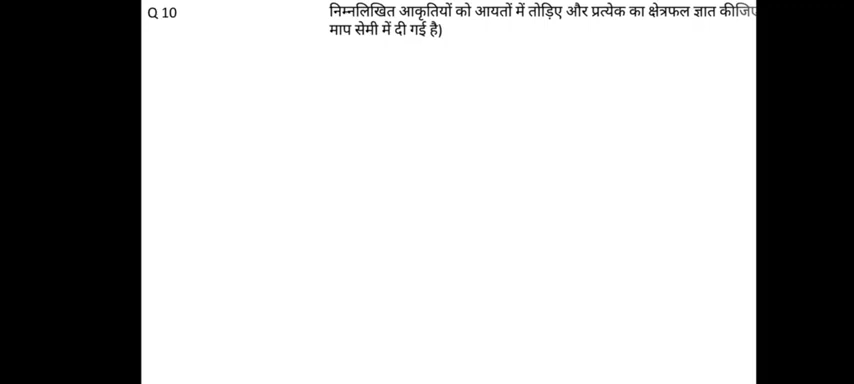 Q 10 निम्नलिखित आकृतियों को आयतों में तोड़िए और प्रत्येक का क्षेत्रफल ज्ञात
माप सेमी में दी गई है)